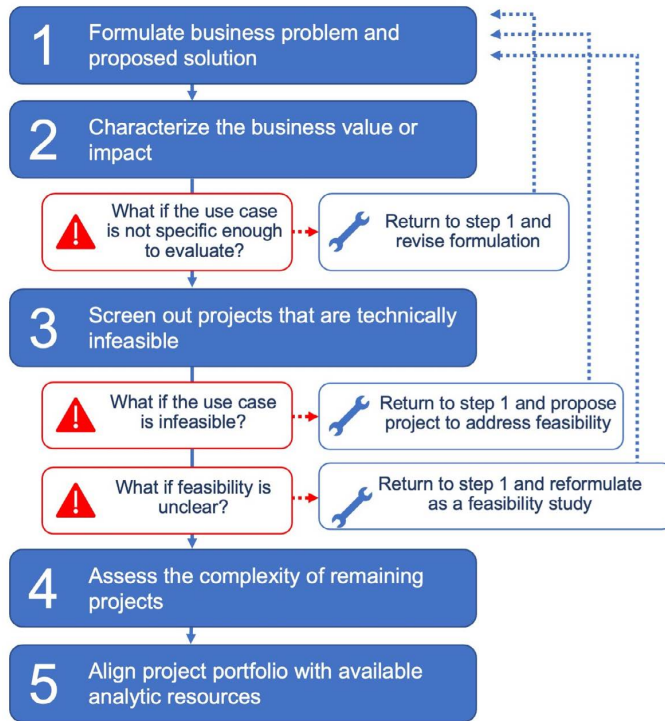 1
Formulate business problem and
proposed solution
2
Characterize the business value or
impact
What if the use case
is not specific enough
to evaluate?
Return to step 1 and
revise formulation
3
Screen out projects that are technically
infeasible
What if the use case
is infeasible?
Return to step 1 and propose
project to address feasibility
What if feasibility is
unclear?
Return to step 1 and reformulate
as a feasibility study
4
Assess the complexity of remaining
projects
5
Align project portfolio with available
analytic resources